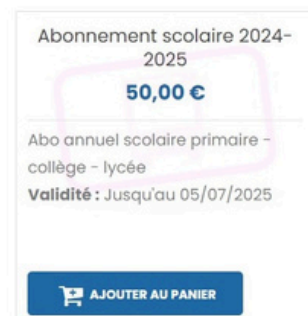 Abonnement scolaire 2024-
2025
50,00 €
Abo annuel scolaire primaire -
collège - lycée
Validité : Jusqu'au 05/07/2025
AJOUTER AU PANIER